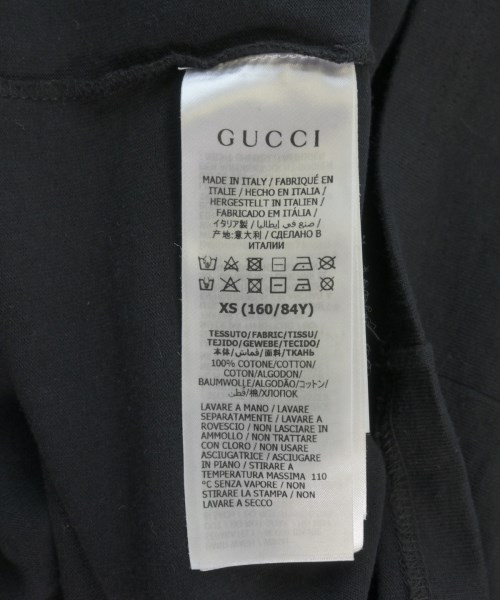 GUCCI
MADE IN ITALY / FABRIQUÉ EN
ITALIE / HECHO EN ITALIA /
HERGESTELLT IN ITALIEN /
FABRICADO EM ITÁLIA /
イタリア製 / صنع في إيطاليا /
产地:意大利 / СДЕЛАНО В
ИТАЛИИ
XS (160/84Y)
TESSUTO/FABRIC/TISSU/
TEJIDO/GEWEBE/TECIDO/
本体/قماش/面料/ТКАНЬ
100% COTONE/COTTON/
COTON/ALGODON/
BAUMWOLLE/ALGODÃO/コットン/
قطن/棉/ХЛОПОК
LAVARE A MANO / LAVARE
SEPARATAMENTE / LAVARE A
ROVESCIO / NON LASCIARE IN
AMMOLLO / NON TRATTARE
CON CLORO / NON USARE
ASCIUGATRICE / ASCIUGARE
IN PIANO / STIRARE A
TEMPERATURA MASSIMA 110
°C SENZA VAPORE / NON
STIRARE LA STAMPA / NON
LAVARE A SECCO